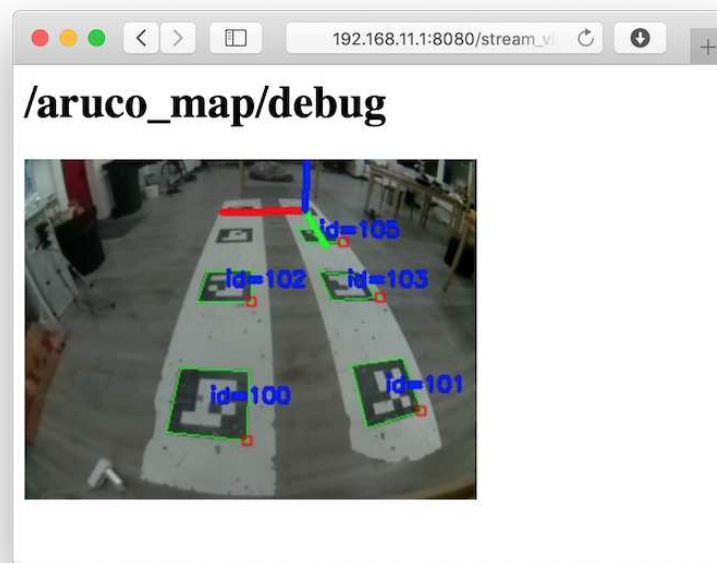 192.168.11.1:8080/stream_vi
/aruco_map/debug
id=105
id=102 id=103
id=100 id=101